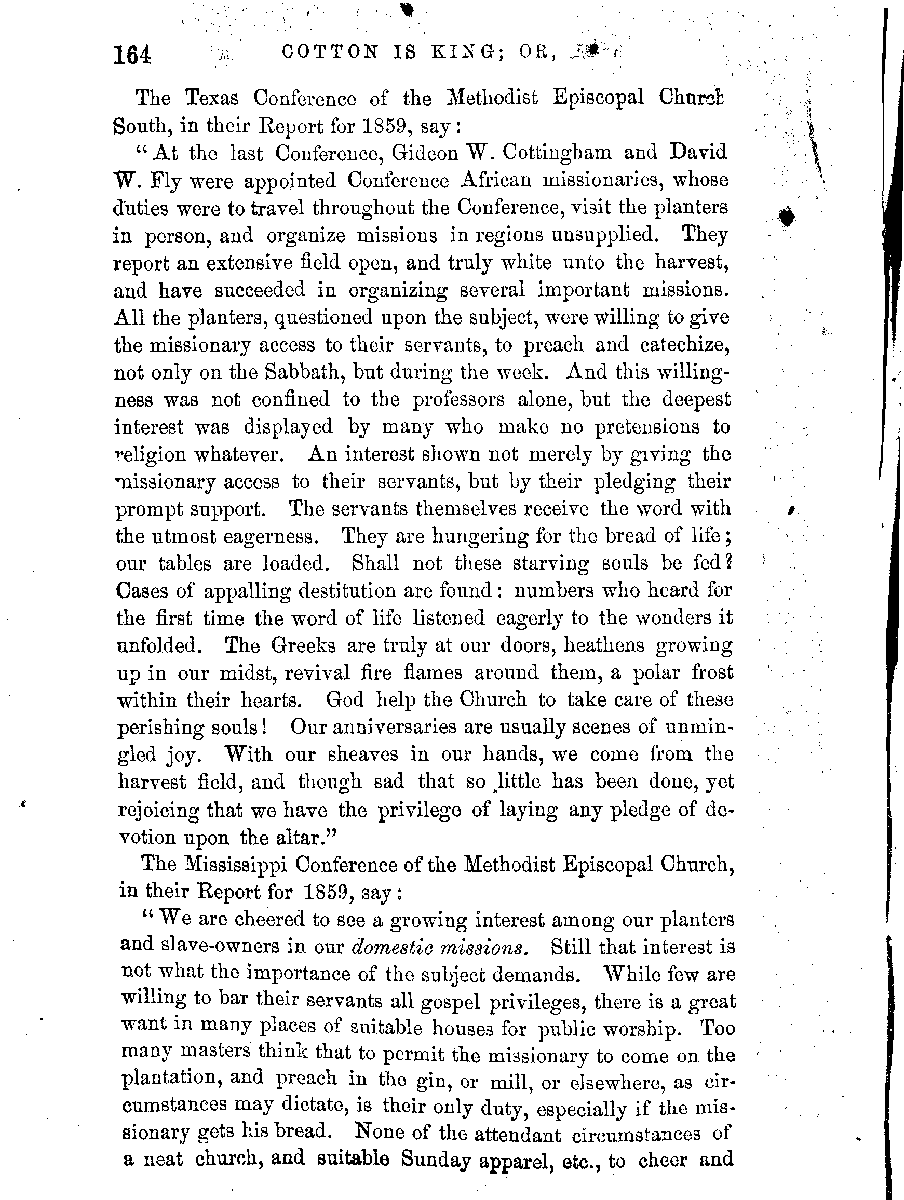 164 COTTON IS KING; OR,
The Texas Conference of the Methodist Episcopal Church
South, in their Report for 1859, say:
"At the last Conference, Gideon W. Cottingham and David
W. Fly were appointed Conference African missionaries, whose
duties were to travel throughout the Conference, visit the planters
in person, and organize missions in regions unsupplied. They
report an extensive field open, and truly white unto the harvest,
and have succeeded in organizing several important missions.
All the planters, questioned upon the subject, were willing to give
the missionary access to their servants, to preach and catechize,
not only on the Sabbath, but during the week. And this willing-
ness was not confined to the professors alone, but the deepest
interest was displayed by many who make no pretensions to
religion whatever. An interest shown not merely by giving the
missionary access to their servants, but by their pledging their
prompt support. The servants themselves receive the word with
the utmost eagerness. They are hungering for the bread of life;
our tables are loaded. Shall not these starving souls be fed?
Cases of appalling destitution are found: numbers who heard for
the first time the word of life listened eagerly to the wonders it
unfolded. The Greeks are truly at our doors, heathens growing
up in our midst, revival fire flames around them, a polar frost
within their hearts. God help the Church to take care of these
perishing souls! Our anniversaries are usually scenes of unmin-
gled joy. With our sheaves in our hands, we come from the
harvest field, and though sad that so little has been done, yet
rejoicing that we have the privilege of laying any pledge of de-
votion upon the altar."
The Mississippi Conference of the Methodist Episcopal Church,
in their Report for 1859, say:
"We are cheered to see a growing interest among our planters
and slave-owners in our domestic missions. Still that interest is
not what the importance of the subject demands. While few are
willing to bar their servants all gospel privileges, there is a great
want in many places of suitable houses for public worship. Too
many masters think that to permit the missionary to come on the
plantation, and preach in the gin, or mill, or elsewhere, as cir-
cumstances may dictate, is their only duty, especially if the mis-
sionary gets his bread. None of the attendant circumstances of
a neat church, and suitable Sunday apparel, etc., to cheer and